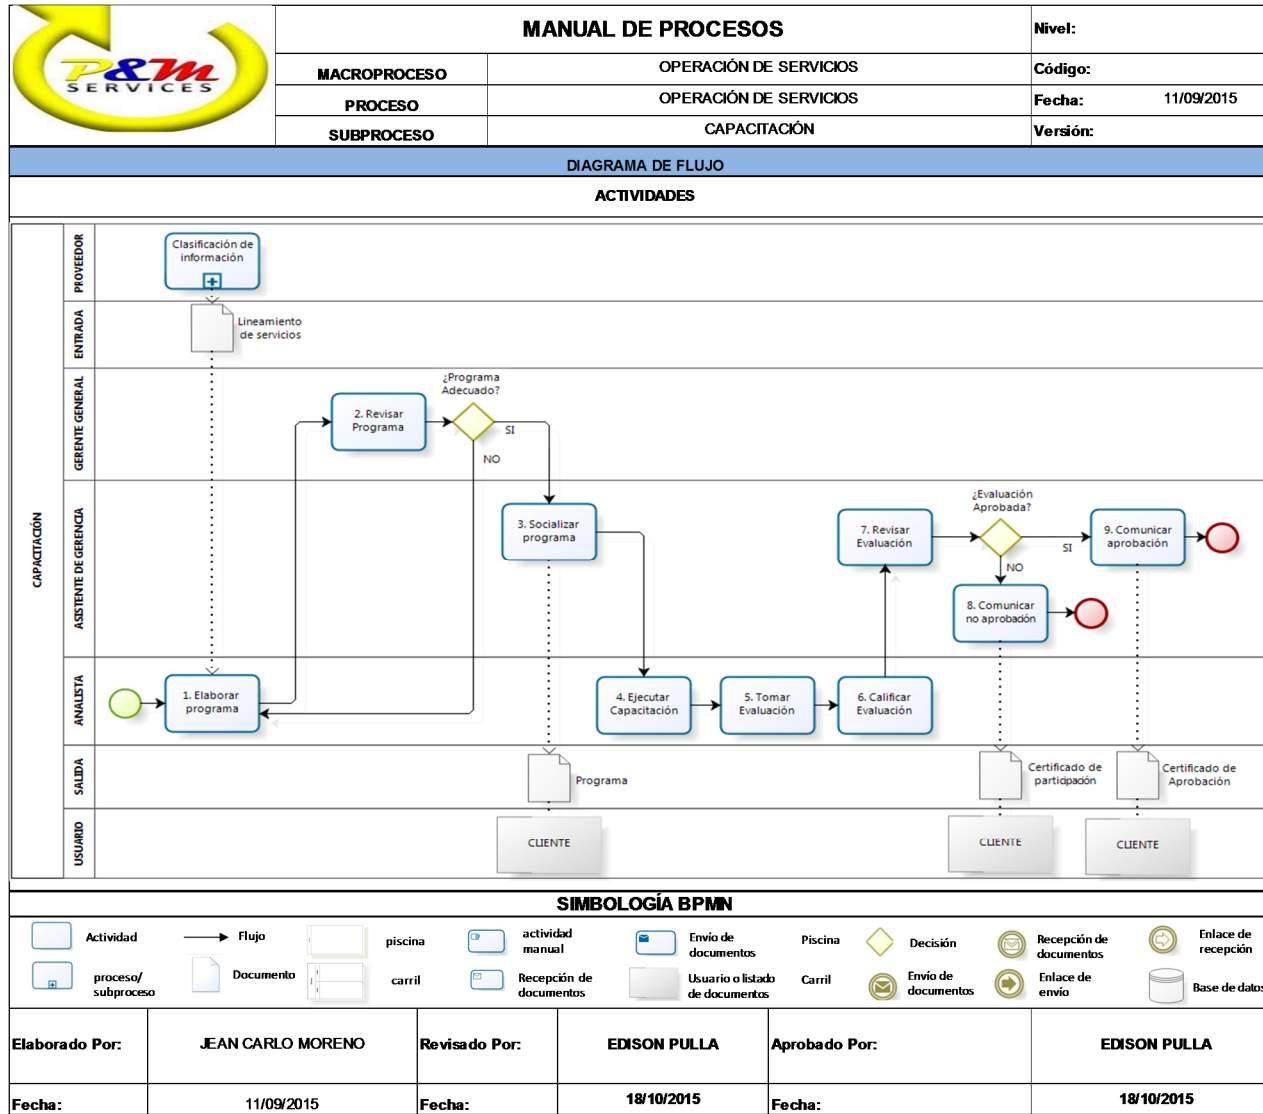 P&M
SERVICES
MANUAL DE PROCESOS
Nivel:
MACROPROCESO
OPERACIÓN DE SERVICIOS
Código:
PROCESO
OPERACIÓN DE SERVICIOS
Fecha: 11/09/2015
SUBPROCESO
CAPACITACIÓN
Versión:
DIAGRAMA DE FLUJO
ACTIVIDADES
CAPACITACIÓN
PROVEEDOR
Clasificación de
información
ENTRADA
Lineamiento
de servicios
GERENTE GENERAL
2. Revisar
Programa
¿Programa
Adecuado?
SI
NO
ASISTENTE DE GERENCIA
3. Socializar
programa
7. Revisar
Evaluación
¿Evaluación
Aprobada?
SI
NO
9. Comunicar
aprobación
8. Comunicar
no aprobación
ANALISTA
1. Elaborar
programa
4. Ejecutar
Capacitación
5. Tomar
Evaluación
6. Calificar
Evaluación
SALIDA
Programa
Certificado de
participación
Certificado de
Aprobación
USUARIO
CLIENTE
CLIENTE
CLIENTE
SIMBOLOGÍA BPMN
Actividad
Flujo
piscina
actividad
manual
Envío de
documentos
Piscina
Decisión
Recepción de
documentos
Enlace de
recepción
proceso/
subproceso
Documento
carril
Recepción de
documentos
Usuario o listado
de documentos
Carril
Envío de
documentos
Enlace de
envío
Base de datos
Elaborado Por:
JEAN CARLO MORENO
Revisado Por:
EDISON PULLA
Aprobado Por:
EDISON PULLA
Fecha:
11/09/2015
Fecha:
18/10/2015
Fecha:
18/10/2015